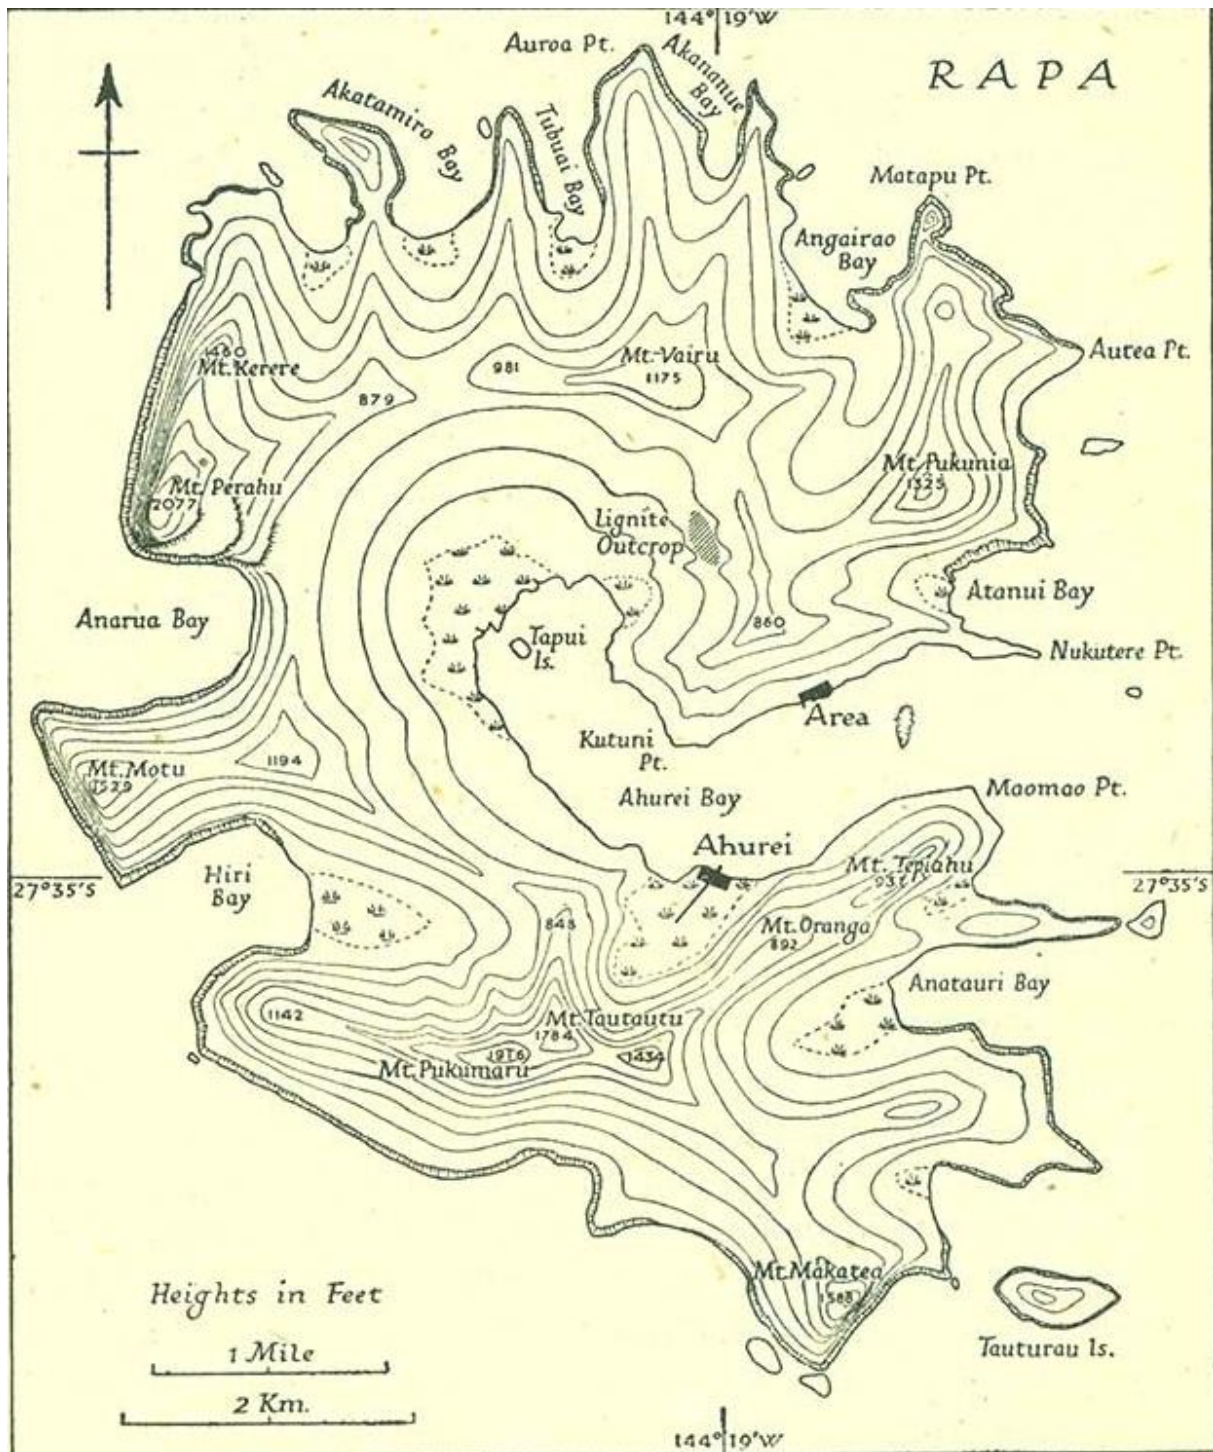 144° 19'W
Auroa Pt.
Akananue
Bay
RAPA
Akatamiro Bay
Tubuai Bay
Matapu Pt.
Angairao
Bay
Autea Pt.
1460
Mt. Kerere
879
981
Mt. Vairu
1175
Mt. Perahu
2077
Mt. Pukunia
1325
Lignite
Outcrop
Anarua Bay
Tapui
Is.
860
Atanui Bay
Nukutere Pt.
Area
Kutuni
Pt.
Mt. Motu
1194
Ahurei Bay
Maomao Pt.
Ahurei
Mt. Tepiahu
27°35'S
27°35'S
Hiri
Bay
Mt. Oranga
892
Anatauri Bay
1142
Mt. Tautautu
1784
1434
Mt. Pukumaru
Mt. Makatea
1588
Heights in Feet
1 Mile
2 Km.
Tauturau Is.
144° 19'W